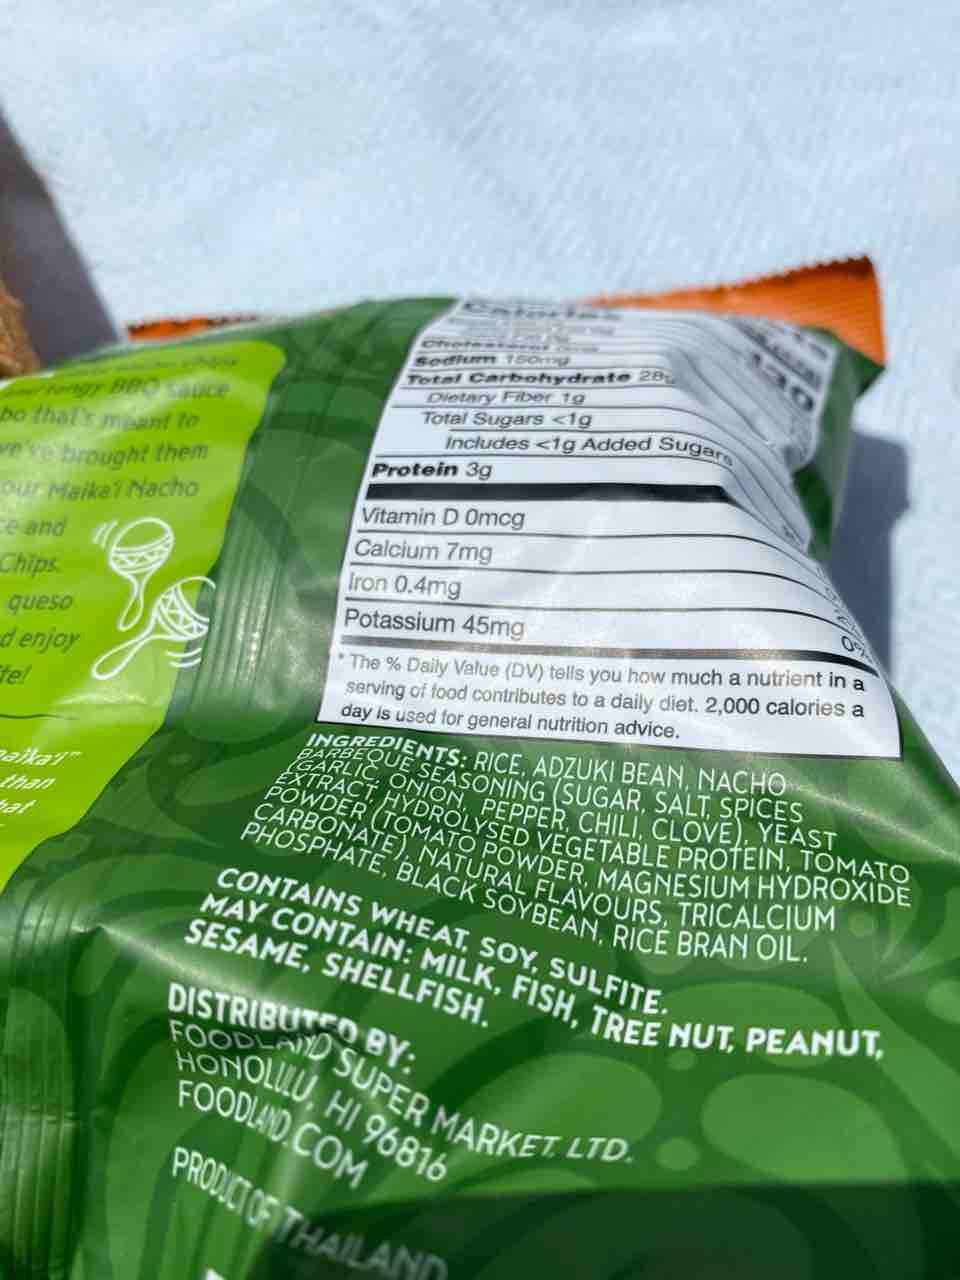 tangy BBQ sauce
bo that's meant to
we've brought them
our Maika'i Nacho
ce and
Chips.
queso
d enjoy
te!
aika'i"
than
hat
Calories
130
Cholesterol
Sodium 150mg
Total Carbohydrate 28g
Dietary Fiber 1g
Total Sugars <1g
Includes <1g Added Sugars
Protein 3g
Vitamin D 0mcg
Calcium 7mg
Iron 0.4mg
Potassium 45mg
0%
* The % Daily Value (DV) tells you how much a nutrient in a
serving of food contributes to a daily diet. 2,000 calories a
day is used for general nutrition advice.
INGREDIENTS: RICE, ADZUKI BEAN, NACHO
BARBEQUE SEASONING (SUGAR, SALT, SPICES
(GARLIC, ONION, PEPPER, CHILI, CLOVE), YEAST
EXTRACT, HYDROLYSED VEGETABLE PROTEIN, TOMATO
POWDER (TOMATO POWDER, MAGNESIUM HYDROXIDE
CARBONATE), NATURAL FLAVOURS, TRICALCIUM
PHOSPHATE, BLACK SOYBEAN, RICE BRAN OIL.
CONTAINS WHEAT, SOY, SULFITE.
MAY CONTAIN: MILK, FISH, TREE NUT, PEANUT,
SESAME, SHELLFISH.
DISTRIBUTED BY:
FOODLAND SUPER MARKET, LTD.
HONOLULU, HI 96816
FOODLAND.COM
PRODUCT OF THAILAND